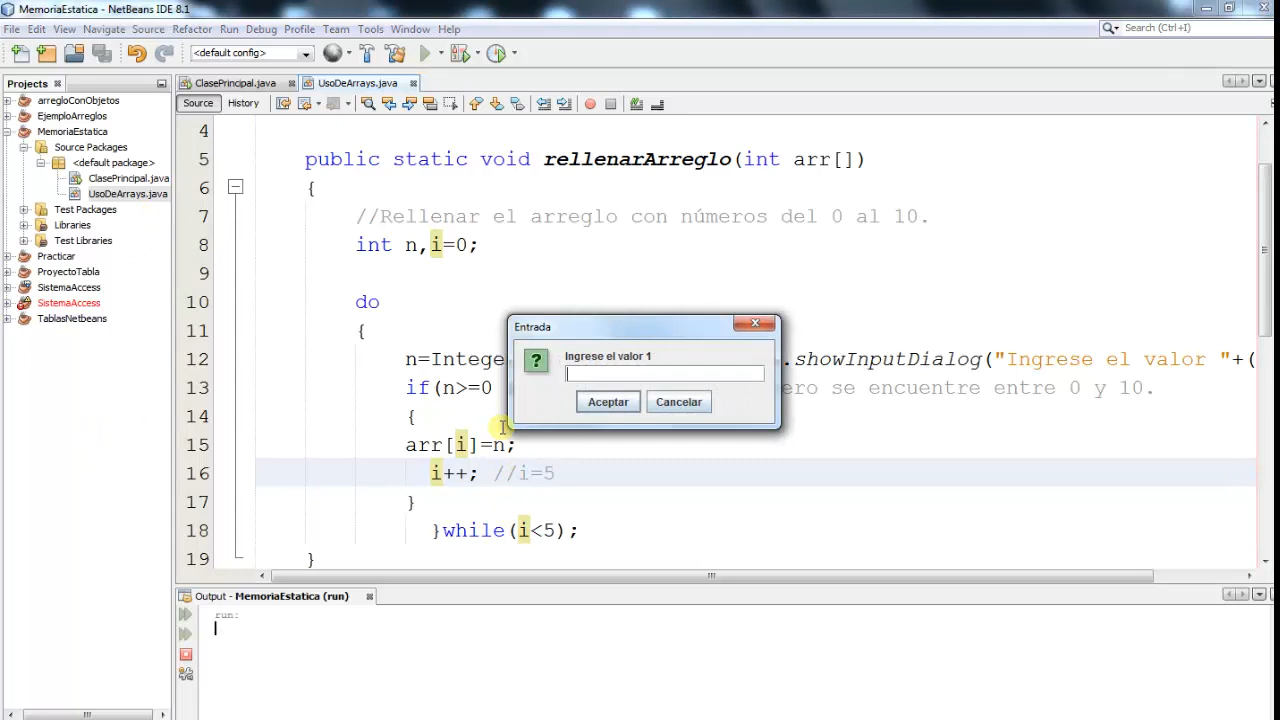 MemoriaEstatica - NetBeans IDE 8.1
File Edit View Navigate Source Refactor Run Debug Profile Team Tools Window Help
Search (Ctrl+I)
<default config>
Projects
ClasePrincipal.java
UsoDeArrays.java
Source History
arregloConObjetos
EjemploArreglos
MemoriaEstatica
Source Packages
<default package>
ClasePrincipal.java
UsoDeArrays.java
Test Packages
Libraries
Test Libraries
Practicar
ProyectoTabla
SistemaAccess
SistemaAccess
TablasNetbeans
4
5 public static void rellenarArreglo(int arr[])
6 {
7 //Rellenar el arreglo con números del 0 al 10.
8 int n,i=0;
9
10 do
11 {
12 n=Intege .showInputDialog("Ingrese el valor "+(
13 if(n>=0 ero se encuentre entre 0 y 10.
14 {
15 arr[i]=n;
16 i++; //i=5
17 }
18 }while(i<5);
19 }
Entrada
Ingrese el valor 1
Aceptar Cancelar
Output - MemoriaEstatica (run)
run: